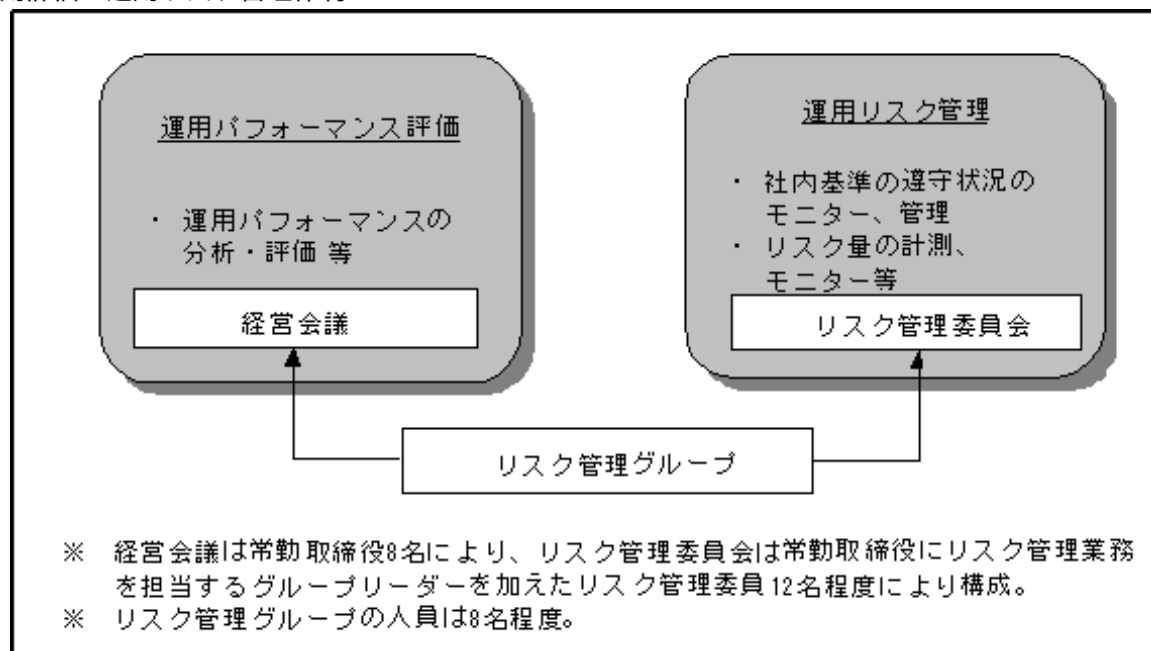 運用パフォーマンス評価
・ 運用パフォーマンスの
分析・評価 等
経営会議
運用リスク管理
・ 社内基準の遵守状況の
モニター、管理
・ リスク量の計測、
モニター等
リスク管理委員会
リスク管理グループ
※ 経営会議は常勤取締役8名により、リスク管理委員会は常勤取締役にリスク管理業務
を担当するグループリーダーを加えたリスク管理委員12名程度により構成。
※ リスク管理グループの人員は8名程度。